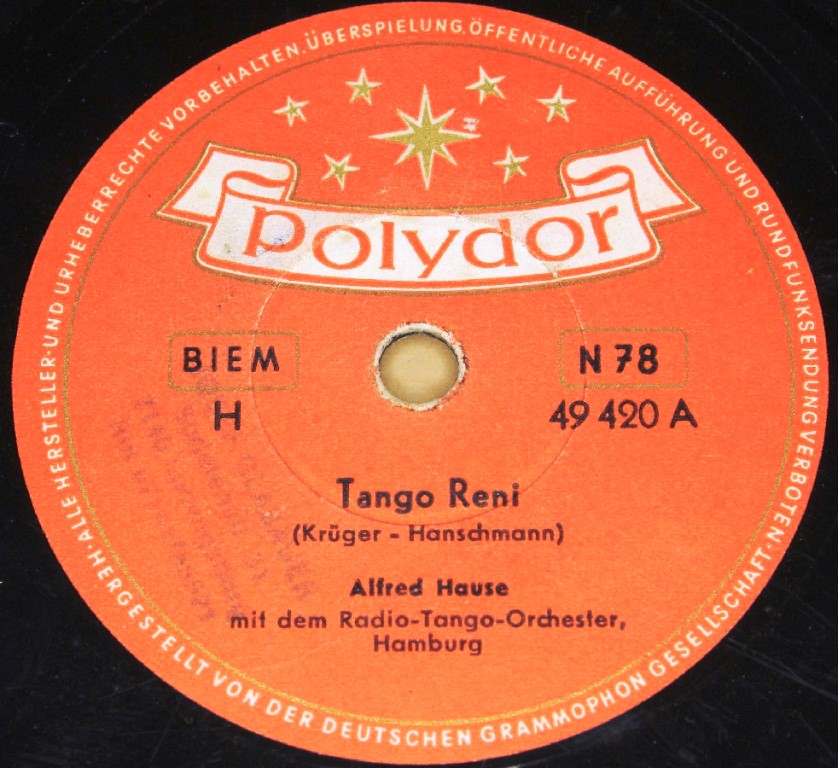 polydor
BIEM
N 78
H
49 420 A
Tango Reni
(Krüger - Hanschmann)
Alfred Hause
mit dem Radio-Tango-Orchester,
Hamburg
ALLE HERSTELLER- UND URHEBERRECHTE VORBEHALTEN. ÜBERSPIELUNG, ÖFFENTLICHE AUFFÜHRUNG UND RUNDFUNKSENDUNG VERBOTEN · HERGESTELLT VON DER DEUTSCHEN GRAMMOPHON GESELLSCHAFT ·